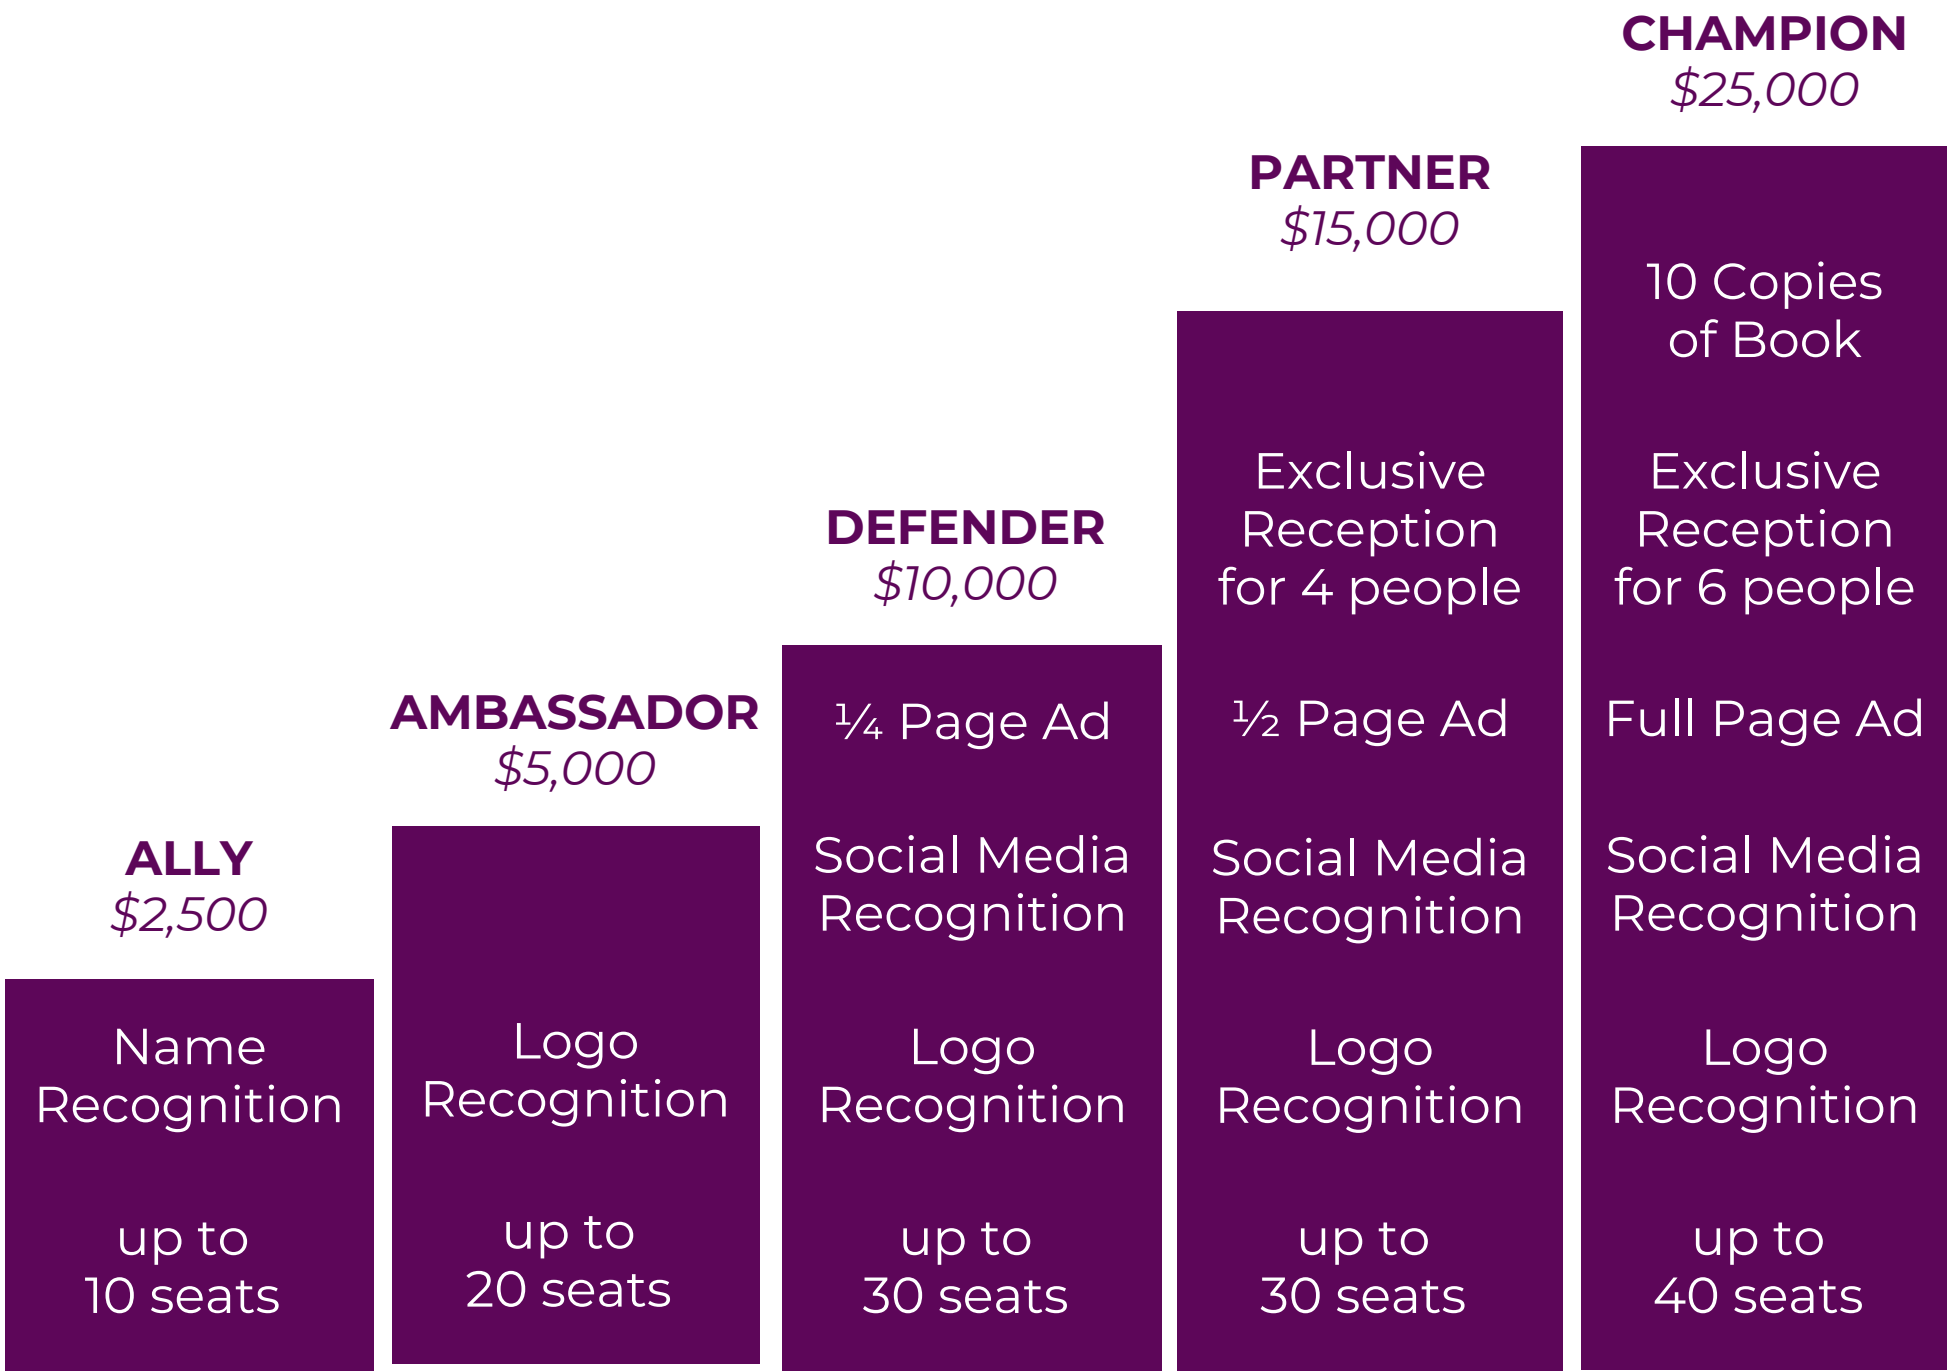 ALLY
$2,500
Name
Recognition
up to
10 seats
AMBASSADOR
$5,000
Logo
Recognition
up to
20 seats
DEFENDER
$10,000
¼ Page Ad
Social Media
Recognition
Logo
Recognition
up to
30 seats
PARTNER
$15,000
Exclusive
Reception
for 4 people
½ Page Ad
Social Media
Recognition
Logo
Recognition
up to
30 seats
CHAMPION
$25,000
10 Copies
of Book
Exclusive
Reception
for 6 people
Full Page Ad
Social Media
Recognition
Logo
Recognition
up to
40 seats